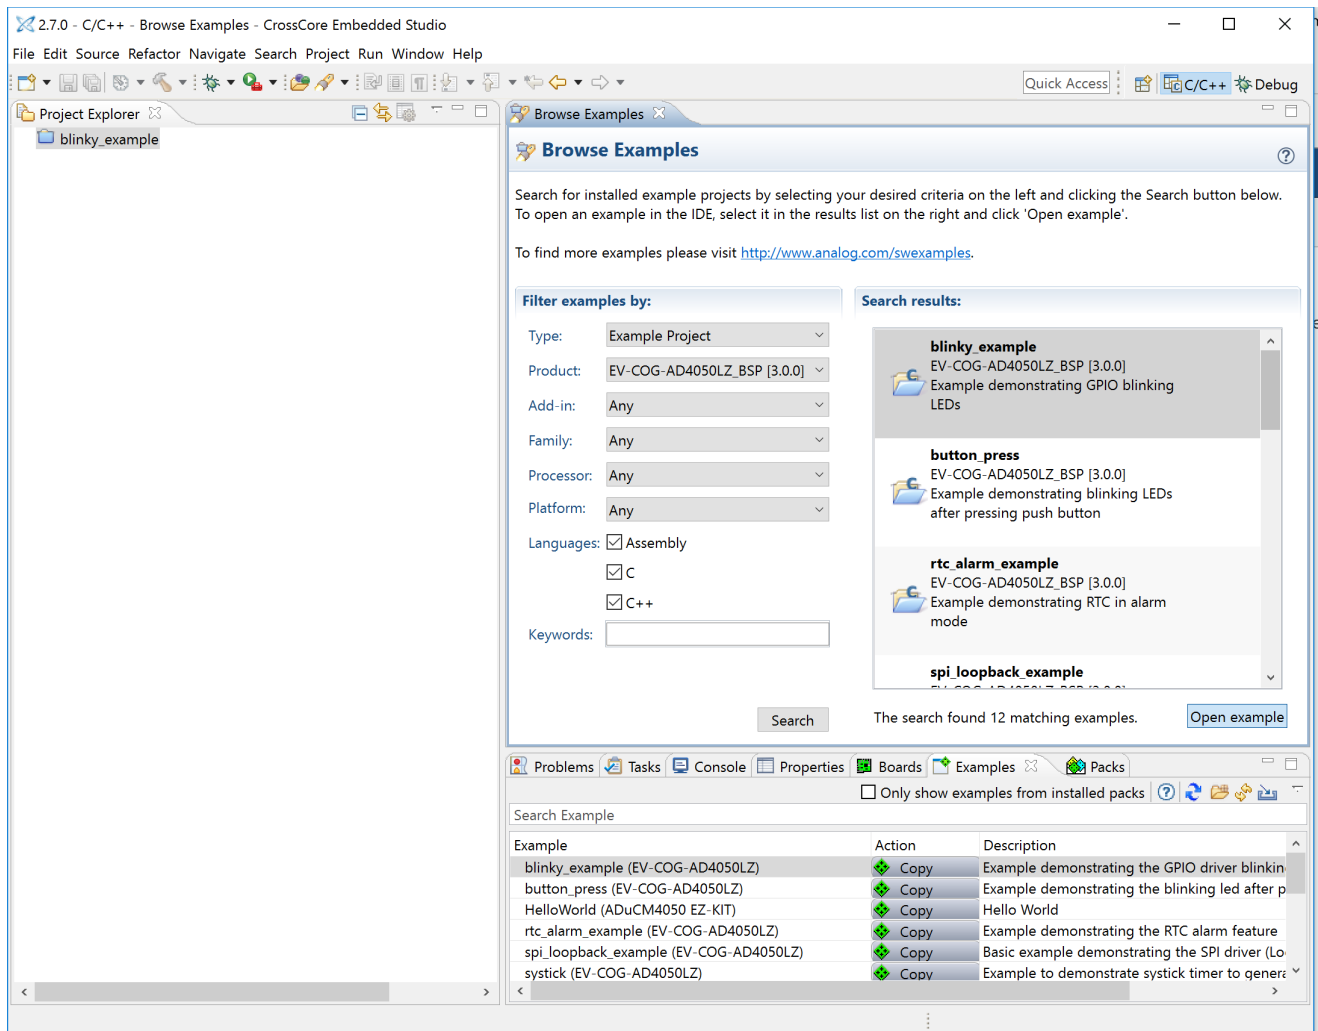 2.7.0 - C/C++ - Browse Examples - CrossCore Embedded Studio
File Edit Source Refactor Navigate Search Project Run Window Help
Quick Access
C/C++
Debug
Project Explorer
blinky_example
Browse Examples
Browse Examples
Search for installed example projects by selecting your desired criteria on the left and clicking the Search button below.
To open an example in the IDE, select it in the results list on the right and click 'Open example'.
To find more examples please visit http://www.analog.com/swexamples.
Filter examples by:
Type: Example Project
Product: EV-COG-AD4050LZ_BSP [3.0.0]
Add-in: Any
Family: Any
Processor: Any
Platform: Any
Languages: Assembly
C
C++
Keywords:
Search
Search results:
blinky_example
EV-COG-AD4050LZ_BSP [3.0.0]
Example demonstrating GPIO blinking
LEDs
button_press
EV-COG-AD4050LZ_BSP [3.0.0]
Example demonstrating blinking LEDs
after pressing push button
rtc_alarm_example
EV-COG-AD4050LZ_BSP [3.0.0]
Example demonstrating RTC in alarm
mode
spi_loopback_example
The search found 12 matching examples.
Open example
Problems Tasks Console Properties Boards Examples Packs
Only show examples from installed packs
Search Example
Example Action Description
blinky_example (EV-COG-AD4050LZ) Copy Example demonstrating the GPIO driver blinkin
button_press (EV-COG-AD4050LZ) Copy Example demonstrating the blinking led after p
HelloWorld (ADuCM4050 EZ-KIT) Copy Hello World
rtc_alarm_example (EV-COG-AD4050LZ) Copy Example demonstrating the RTC alarm feature
spi_loopback_example (EV-COG-AD4050LZ) Copy Basic example demonstrating the SPI driver (Lo
systick (EV-COG-AD4050LZ) Copy Example to demonstrate systick timer to genera